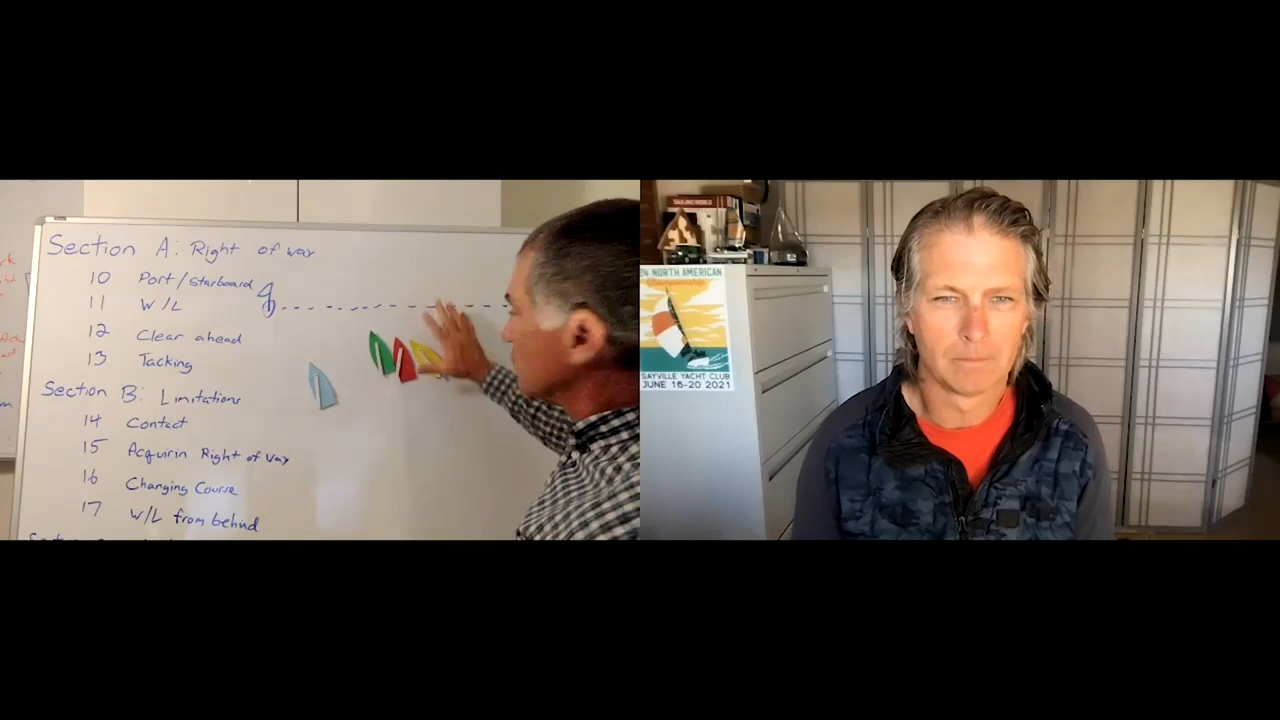 Section A: Right of way
10 Port/Starboard
11 W/L
12 Clear ahead
13 Tacking
Section B: Limitations
14 Contact
15 Acquirin Right of Way
16 Changing Course
17 W/L from behind
SAILING WORLD
24 NORTH AMERICAN
Championships
SAYVILLE YACHT CLUB
JUNE 16-20 2021